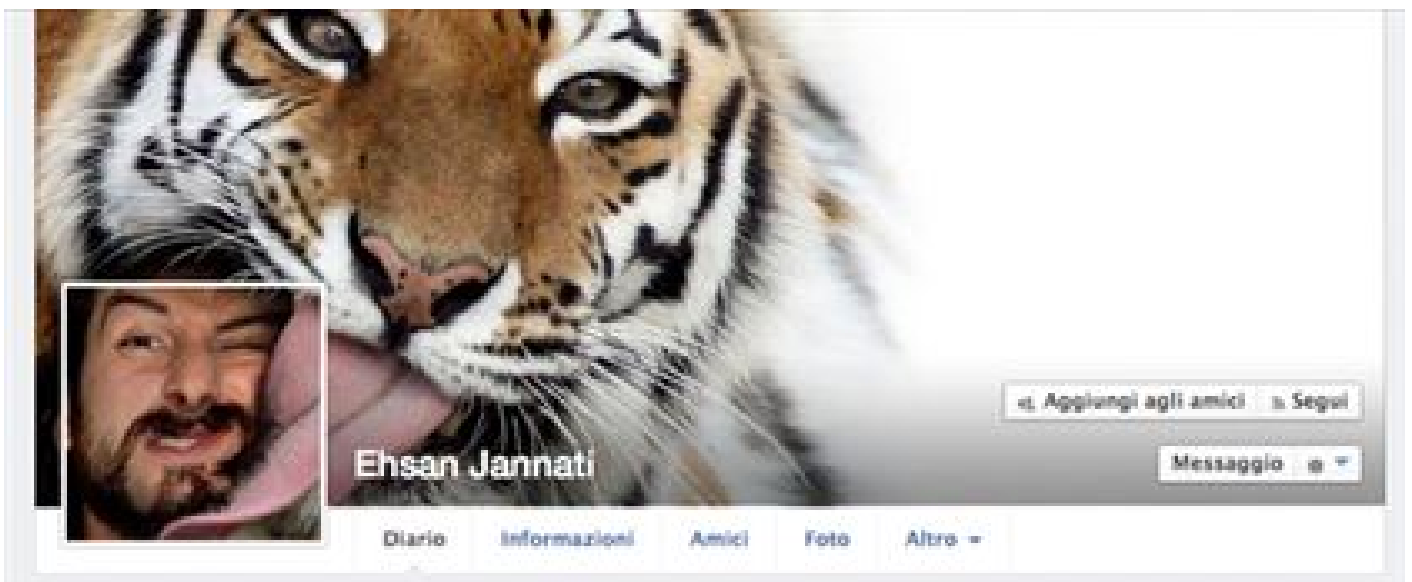 Aggiungi agli amici Segui
Ehsan Jannati
Messaggio
Diario Informazioni Amici Foto Altro